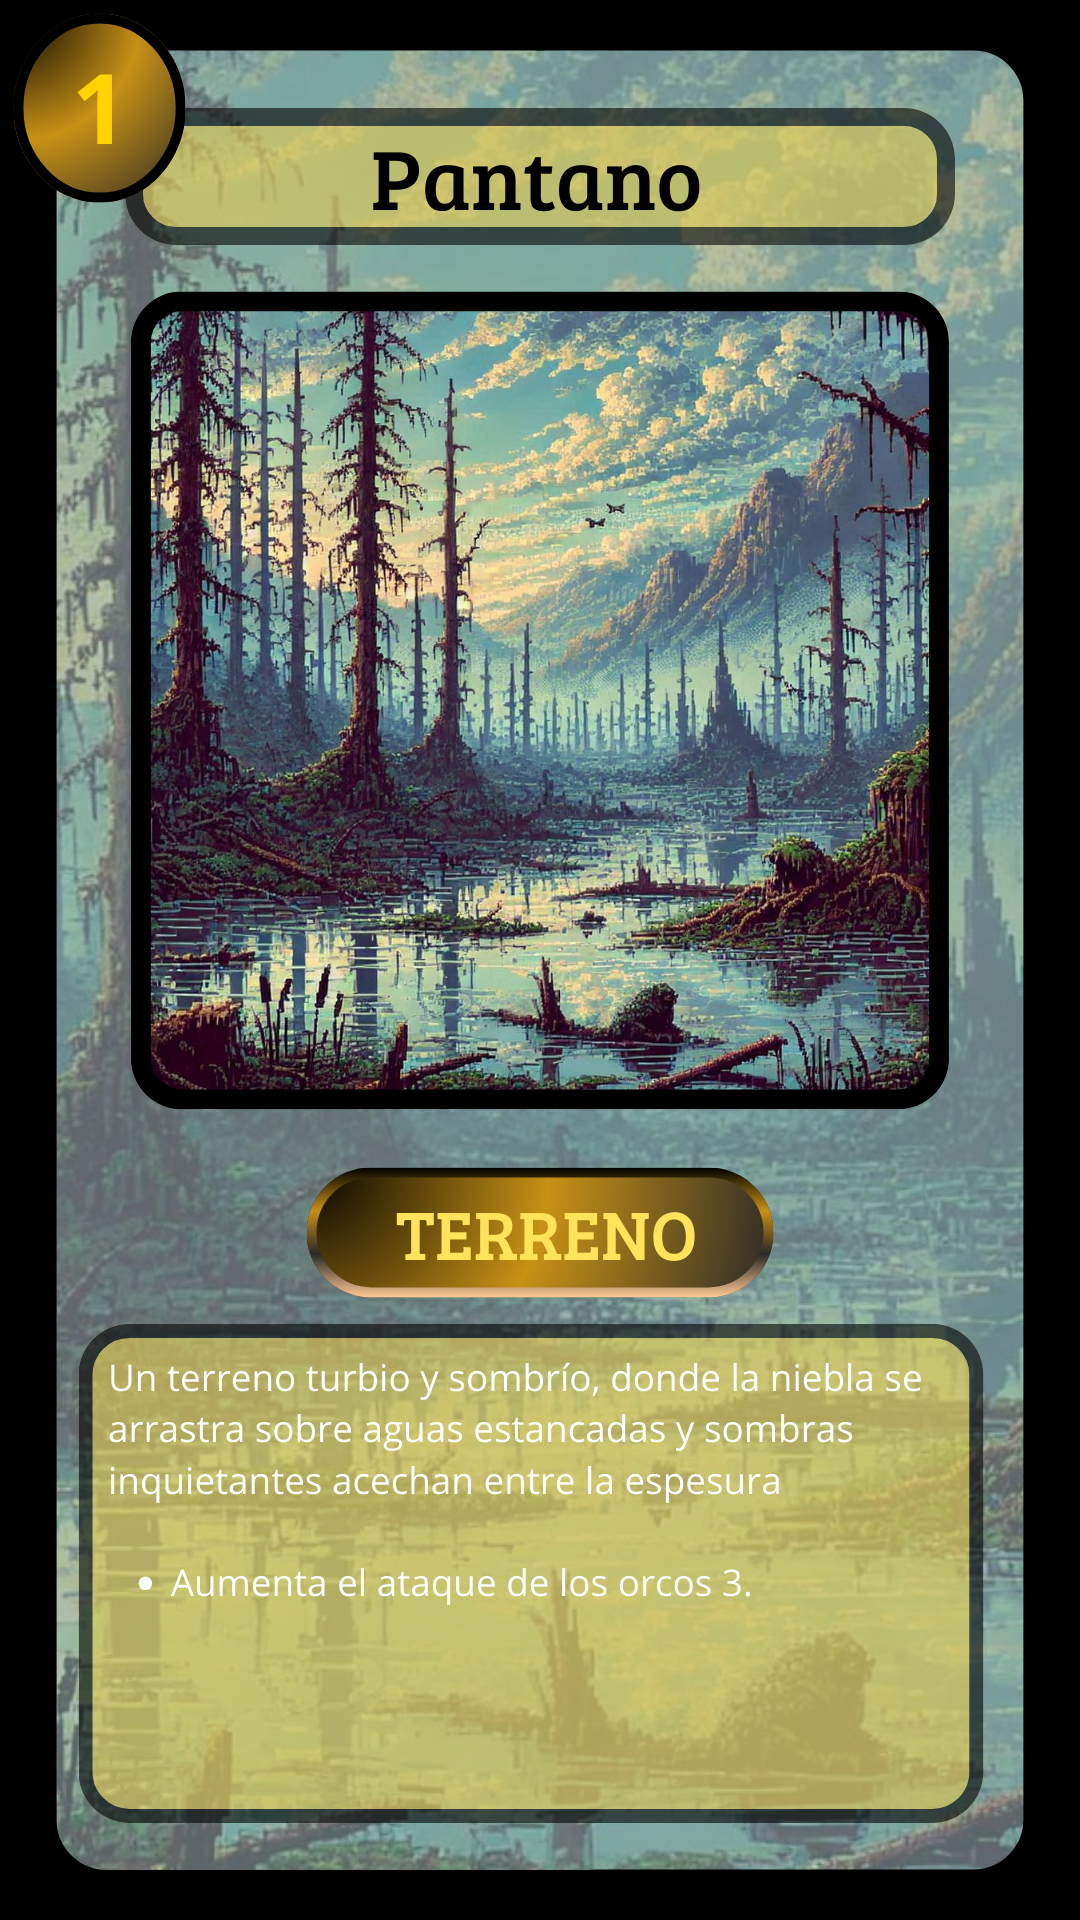 1
Pantano
TERRENO
Un terreno turbio y sombrío, donde la niebla se
arrastra sobre aguas estancadas y sombras
inquietantes acechan entre la espesura
• Aumenta el ataque de los orcos 3.